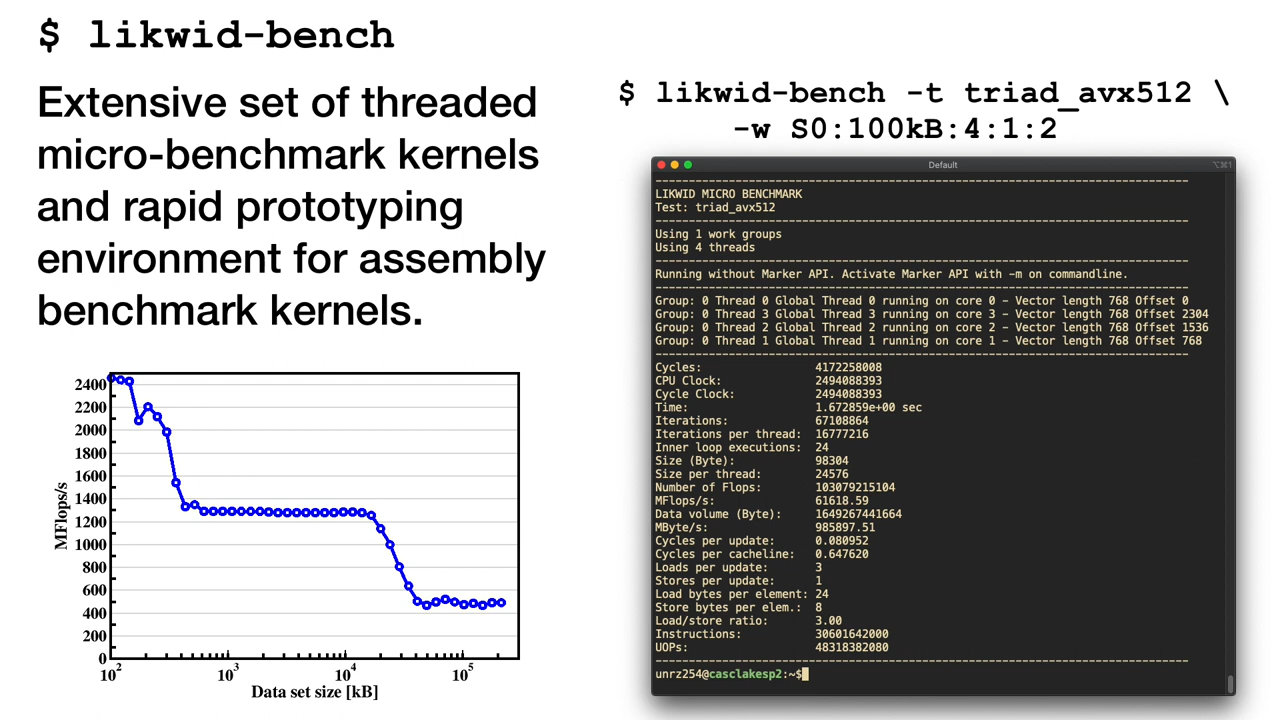 $ likwid-bench
Extensive set of threaded
micro-benchmark kernels
and rapid prototyping
environment for assembly
benchmark kernels.
2400
2200
2000
1800
1600
1400
1200
1000
800
600
400
200
0
MFlops/s
10² 10³ 10⁴ 10⁵
Data set size [kB]
$ likwid-bench -t triad_avx512 \
-w S0:100kB:4:1:2
Default ⌥⌘1
--------------------------------------------------------------------------------
LIKWID MICRO BENCHMARK
Test: triad_avx512
--------------------------------------------------------------------------------
Using 1 work groups
Using 4 threads
--------------------------------------------------------------------------------
Running without Marker API. Activate Marker API with -m on commandline.
--------------------------------------------------------------------------------
Group: 0 Thread 0 Global Thread 0 running on core 0 - Vector length 768 Offset 0
Group: 0 Thread 3 Global Thread 3 running on core 3 - Vector length 768 Offset 2304
Group: 0 Thread 2 Global Thread 2 running on core 2 - Vector length 768 Offset 1536
Group: 0 Thread 1 Global Thread 1 running on core 1 - Vector length 768 Offset 768
--------------------------------------------------------------------------------
Cycles: 4172258008
CPU Clock: 2494088393
Cycle Clock: 2494088393
Time: 1.672859e+00 sec
Iterations: 67108864
Iterations per thread: 16777216
Inner loop executions: 24
Size (Byte): 98304
Size per thread: 24576
Number of Flops: 103079215104
MFlops/s: 61618.59
Data volume (Byte): 1649267441664
MByte/s: 985897.51
Cycles per update: 0.080952
Cycles per cacheline: 0.647620
Loads per update: 3
Stores per update: 1
Load bytes per element: 24
Store bytes per elem.: 8
Load/store ratio: 3.00
Instructions: 30601642000
UOPs: 48318382080
--------------------------------------------------------------------------------
unrz254@casclakesp2:~$